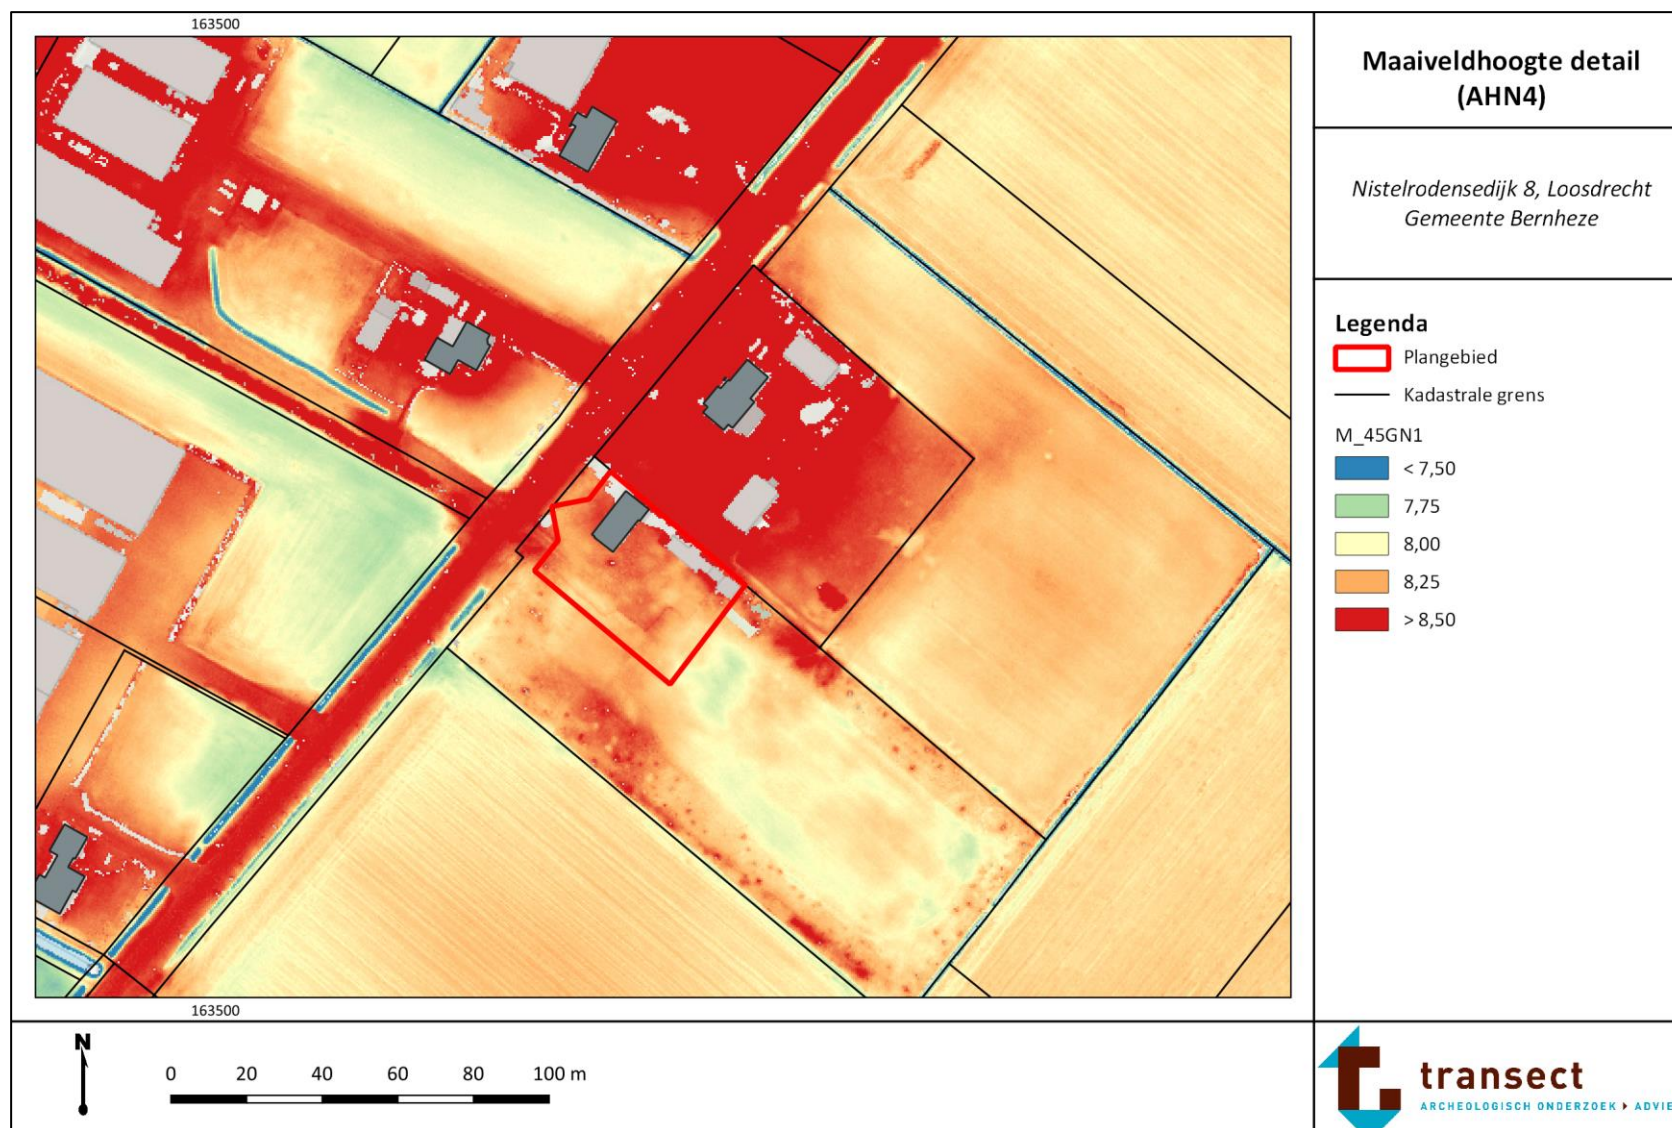 163500
Maaiveldhoogte detail
(AHN4)
Nistelrodensedijk 8, Loosdrecht
Gemeente Bernheze
Legenda
Plangebied
Kadastrale grens
M_45GN1
< 7,50
7,75
8,00
8,25
> 8,50
163500
N
0 20 40 60 80 100 m
transect
ARCHEOLOGISCH ONDERZOEK ▸ ADVIE